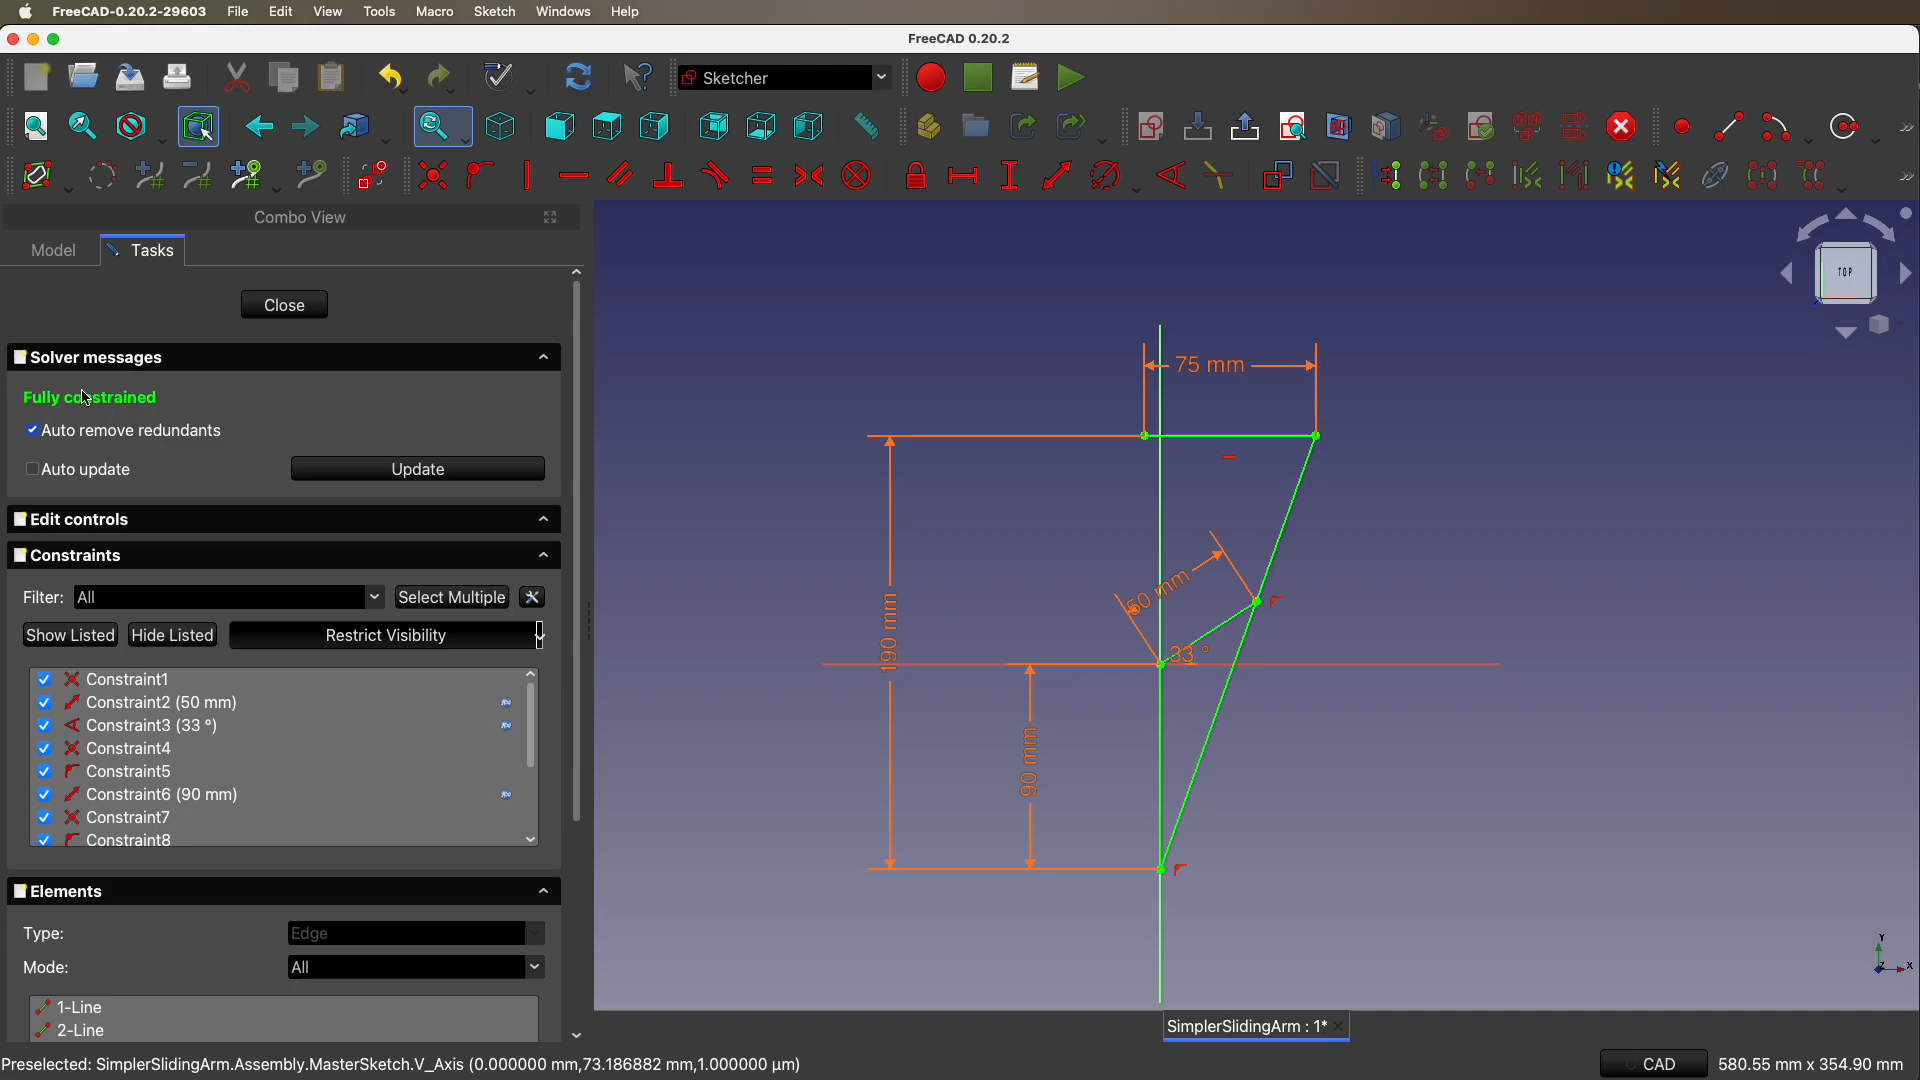 FreeCAD-0.20.2-29603 File Edit View Tools Macro Sketch Windows Help
FreeCAD 0.20.2
Sketcher
Combo View
Model Tasks
Close
Solver messages
Fully constrained
Auto remove redundants
Auto update Update
Edit controls
Constraints
Filter: All Select Multiple
Show Listed Hide Listed Restrict Visibility
Constraint1
Constraint2 (50 mm)
Constraint3 (33 °)
Constraint4
Constraint5
Constraint6 (90 mm)
Constraint7
Constraint8
Elements
Type: Edge
Mode: All
1-Line
2-Line
75 mm
190 mm
50 mm
33 °
90 mm
TOP
Y
Z X
SimplerSlidingArm : 1*
Preselected: SimplerSlidingArm.Assembly.MasterSketch.V_Axis (0.000000 mm,73.186882 mm,1.000000 µm)
CAD 580.55 mm x 354.90 mm